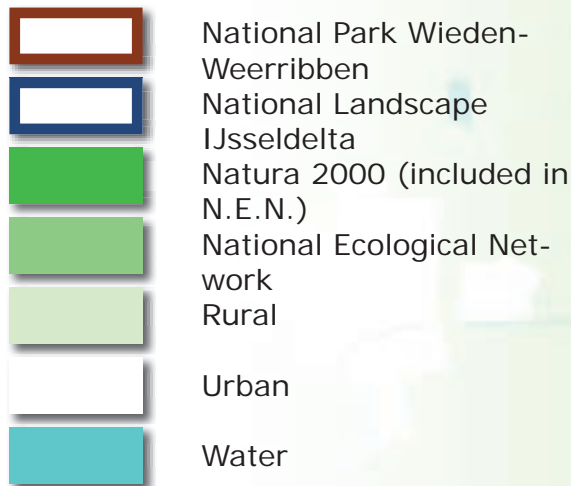 National Park Wieden-
Weerribben
National Landscape
IJsseldelta
Natura 2000 (included in
N.E.N.)
National Ecological Net-
work
Rural
Urban
Water